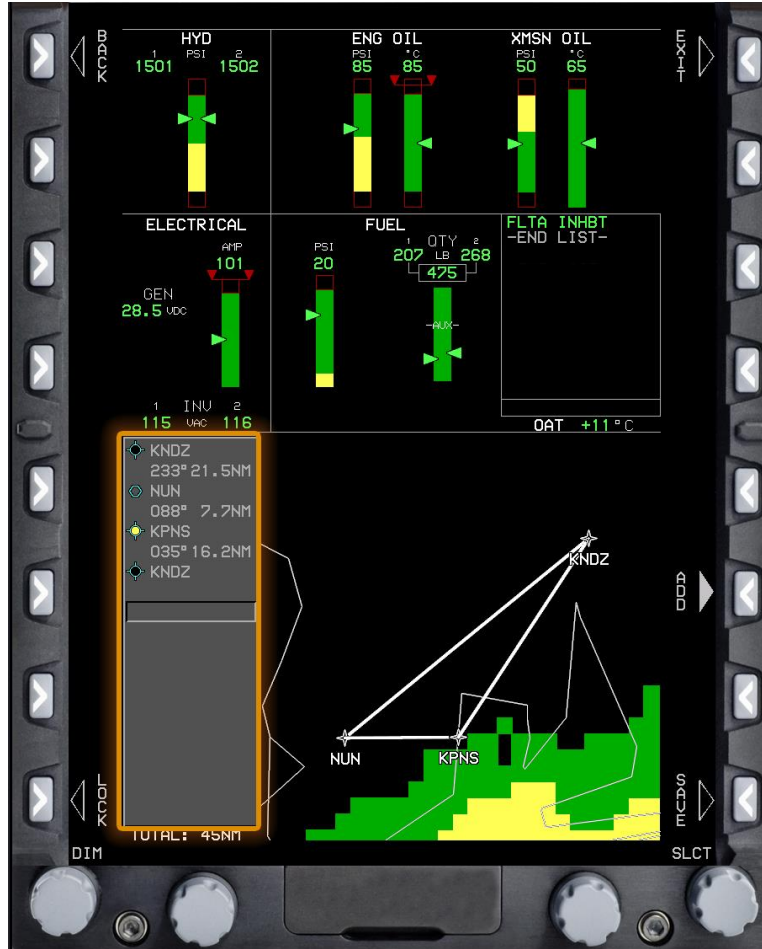 BACK
EXIT
HYD
1 PSI 2
1501 1502
ENG OIL
PSI °C
85 85
XMSN OIL
PSI °C
50 65
ELECTRICAL
AMP
101
GEN
28.5 VDC
1 INV 2
115 VAC 116
FUEL
PSI
20
1 QTY 2
207 LB 268
475
-AUX-
FLTA INHBT
-END LIST-
OAT +11°C
KNDZ
233° 21.5NM
NUN
088° 7.7NM
KPNS
035° 16.2NM
KNDZ
TOTAL: 45NM
KNDZ
NUN
KPNS
ADD
LOCK
SAVE
DIM
SLCT